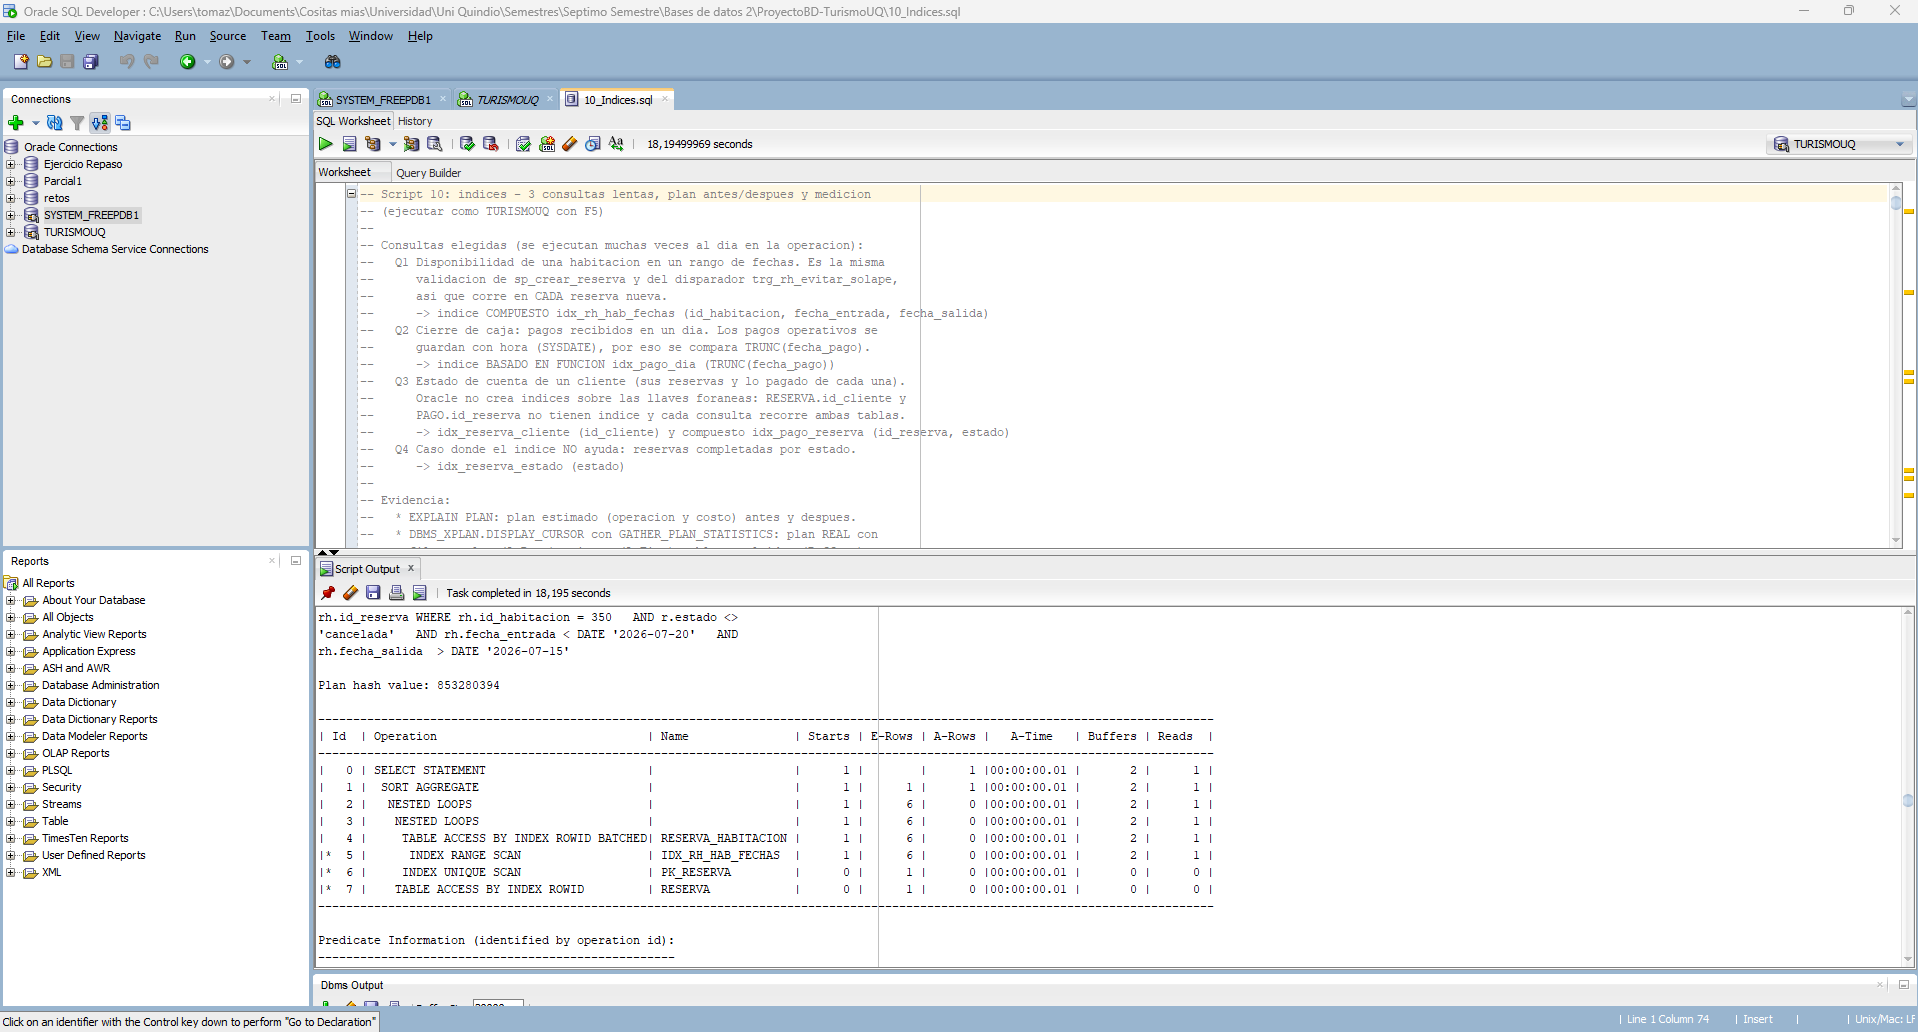 Oracle SQL Developer : C:\Users\tomaz\Documents\Cositas mias\Universidad\Uni Quindio\Semestres\Septimo Semestre\Bases de datos 2\ProyectoBD-TurismoUQ\10_Indices.sql
File Edit View Navigate Run Source Team Tools Window Help
Connections
Oracle Connections
Ejercicio Repaso
Parcial1
retos
SYSTEM_FREEPDB1
TURISMOUQ
Database Schema Service Connections
Reports
All Reports
About Your Database
All Objects
Analytic View Reports
Application Express
ASH and AWR
Database Administration
Data Dictionary
Data Dictionary Reports
Data Modeler Reports
OLAP Reports
PLSQL
Security
Streams
Table
TimesTen Reports
User Defined Reports
XML
SYSTEM_FREEPDB1 TURISMOUQ 10_Indices.sql
SQL Worksheet History
18,19499969 seconds
TURISMOUQ
Worksheet Query Builder
-- Script 10: indices - 3 consultas lentas, plan antes/despues y medicion
-- (ejecutar como TURISMOUQ con F5)
--
-- Consultas elegidas (se ejecutan muchas veces al dia en la operacion):
--   Q1 Disponibilidad de una habitacion en un rango de fechas. Es la misma
--      validacion de sp_crear_reserva y del disparador trg_rh_evitar_solape,
--      asi que corre en CADA reserva nueva.
--      -> indice COMPUESTO idx_rh_hab_fechas (id_habitacion, fecha_entrada, fecha_salida)
--   Q2 Cierre de caja: pagos recibidos en un dia. Los pagos operativos se
--      guardan con hora (SYSDATE), por eso se compara TRUNC(fecha_pago).
--      -> indice BASADO EN FUNCION idx_pago_dia (TRUNC(fecha_pago))
--   Q3 Estado de cuenta de un cliente (sus reservas y lo pagado de cada una).
--      Oracle no crea indices sobre las llaves foraneas: RESERVA.id_cliente y
--      PAGO.id_reserva no tienen indice y cada consulta recorre ambas tablas.
--      -> idx_reserva_cliente (id_cliente) y compuesto idx_pago_reserva (id_reserva, estado)
--   Q4 Caso donde el indice NO ayuda: reservas completadas por estado.
--      -> idx_reserva_estado (estado)
--
-- Evidencia:
--   * EXPLAIN PLAN: plan estimado (operacion y costo) antes y despues.
--   * DBMS_XPLAN.DISPLAY_CURSOR con GATHER_PLAN_STATISTICS: plan REAL con
Script Output
Task completed in 18,195 seconds
rh.id_reserva WHERE rh.id_habitacion = 350   AND r.estado <>
'cancelada'   AND rh.fecha_entrada < DATE '2026-07-20'   AND
rh.fecha_salida  > DATE '2026-07-15'
Plan hash value: 853280394
--------------------------------------------------------------------------------------------------------------------------------
| Id  | Operation                              | Name                | Starts | E-Rows | A-Rows |   A-Time   | Buffers | Reads  |
--------------------------------------------------------------------------------------------------------------------------------
|   0 | SELECT STATEMENT                       |                     |      1 |        |      1 |00:00:00.01 |       2 |      1 |
|   1 |  SORT AGGREGATE                        |                     |      1 |      1 |      1 |00:00:00.01 |       2 |      1 |
|   2 |   NESTED LOOPS                         |                     |      1 |      6 |      0 |00:00:00.01 |       2 |      1 |
|   3 |    NESTED LOOPS                        |                     |      1 |      6 |      0 |00:00:00.01 |       2 |      1 |
|   4 |     TABLE ACCESS BY INDEX ROWID BATCHED| RESERVA_HABITACION  |      1 |      6 |      0 |00:00:00.01 |       2 |      1 |
|*  5 |      INDEX RANGE SCAN                  | IDX_RH_HAB_FECHAS   |      1 |      6 |      0 |00:00:00.01 |       2 |      1 |
|*  6 |     INDEX UNIQUE SCAN                  | PK_RESERVA          |      0 |      1 |      0 |00:00:00.01 |       0 |      0 |
|*  7 |    TABLE ACCESS BY INDEX ROWID         | RESERVA             |      0 |      1 |      0 |00:00:00.01 |       0 |      0 |
--------------------------------------------------------------------------------------------------------------------------------
Predicate Information (identified by operation id):
---------------------------------------------------
Dbms Output
Click on an identifier with the Control key down to perform "Go to Declaration"
Line 1 Column 74 | Insert | Unix/Mac: LF